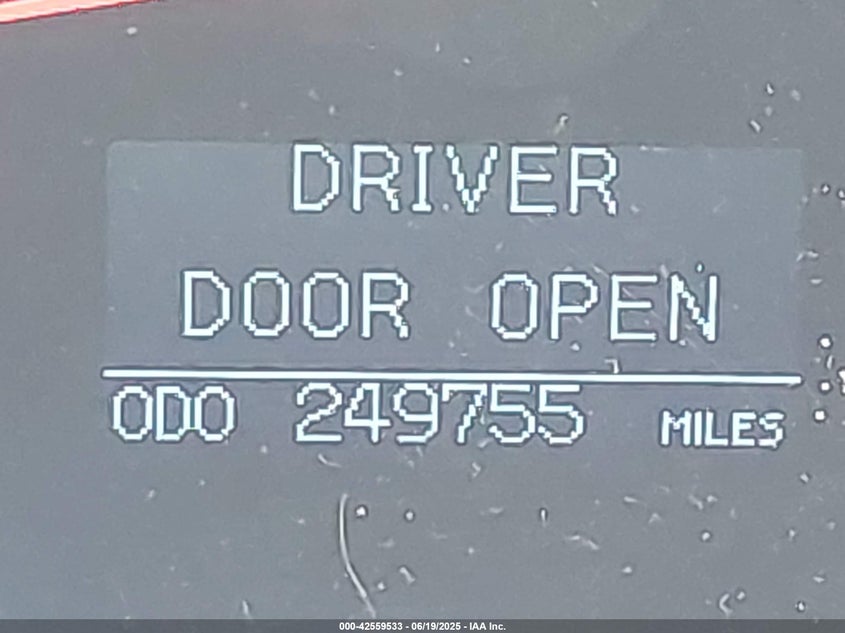 DRIVER
DOOR OPEN
ODO 249755 MILES
000-42559533 - 06/19/2025 - IAA Inc.